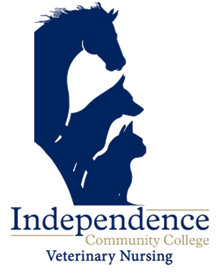 Independence
Community College
Veterinary Nursing